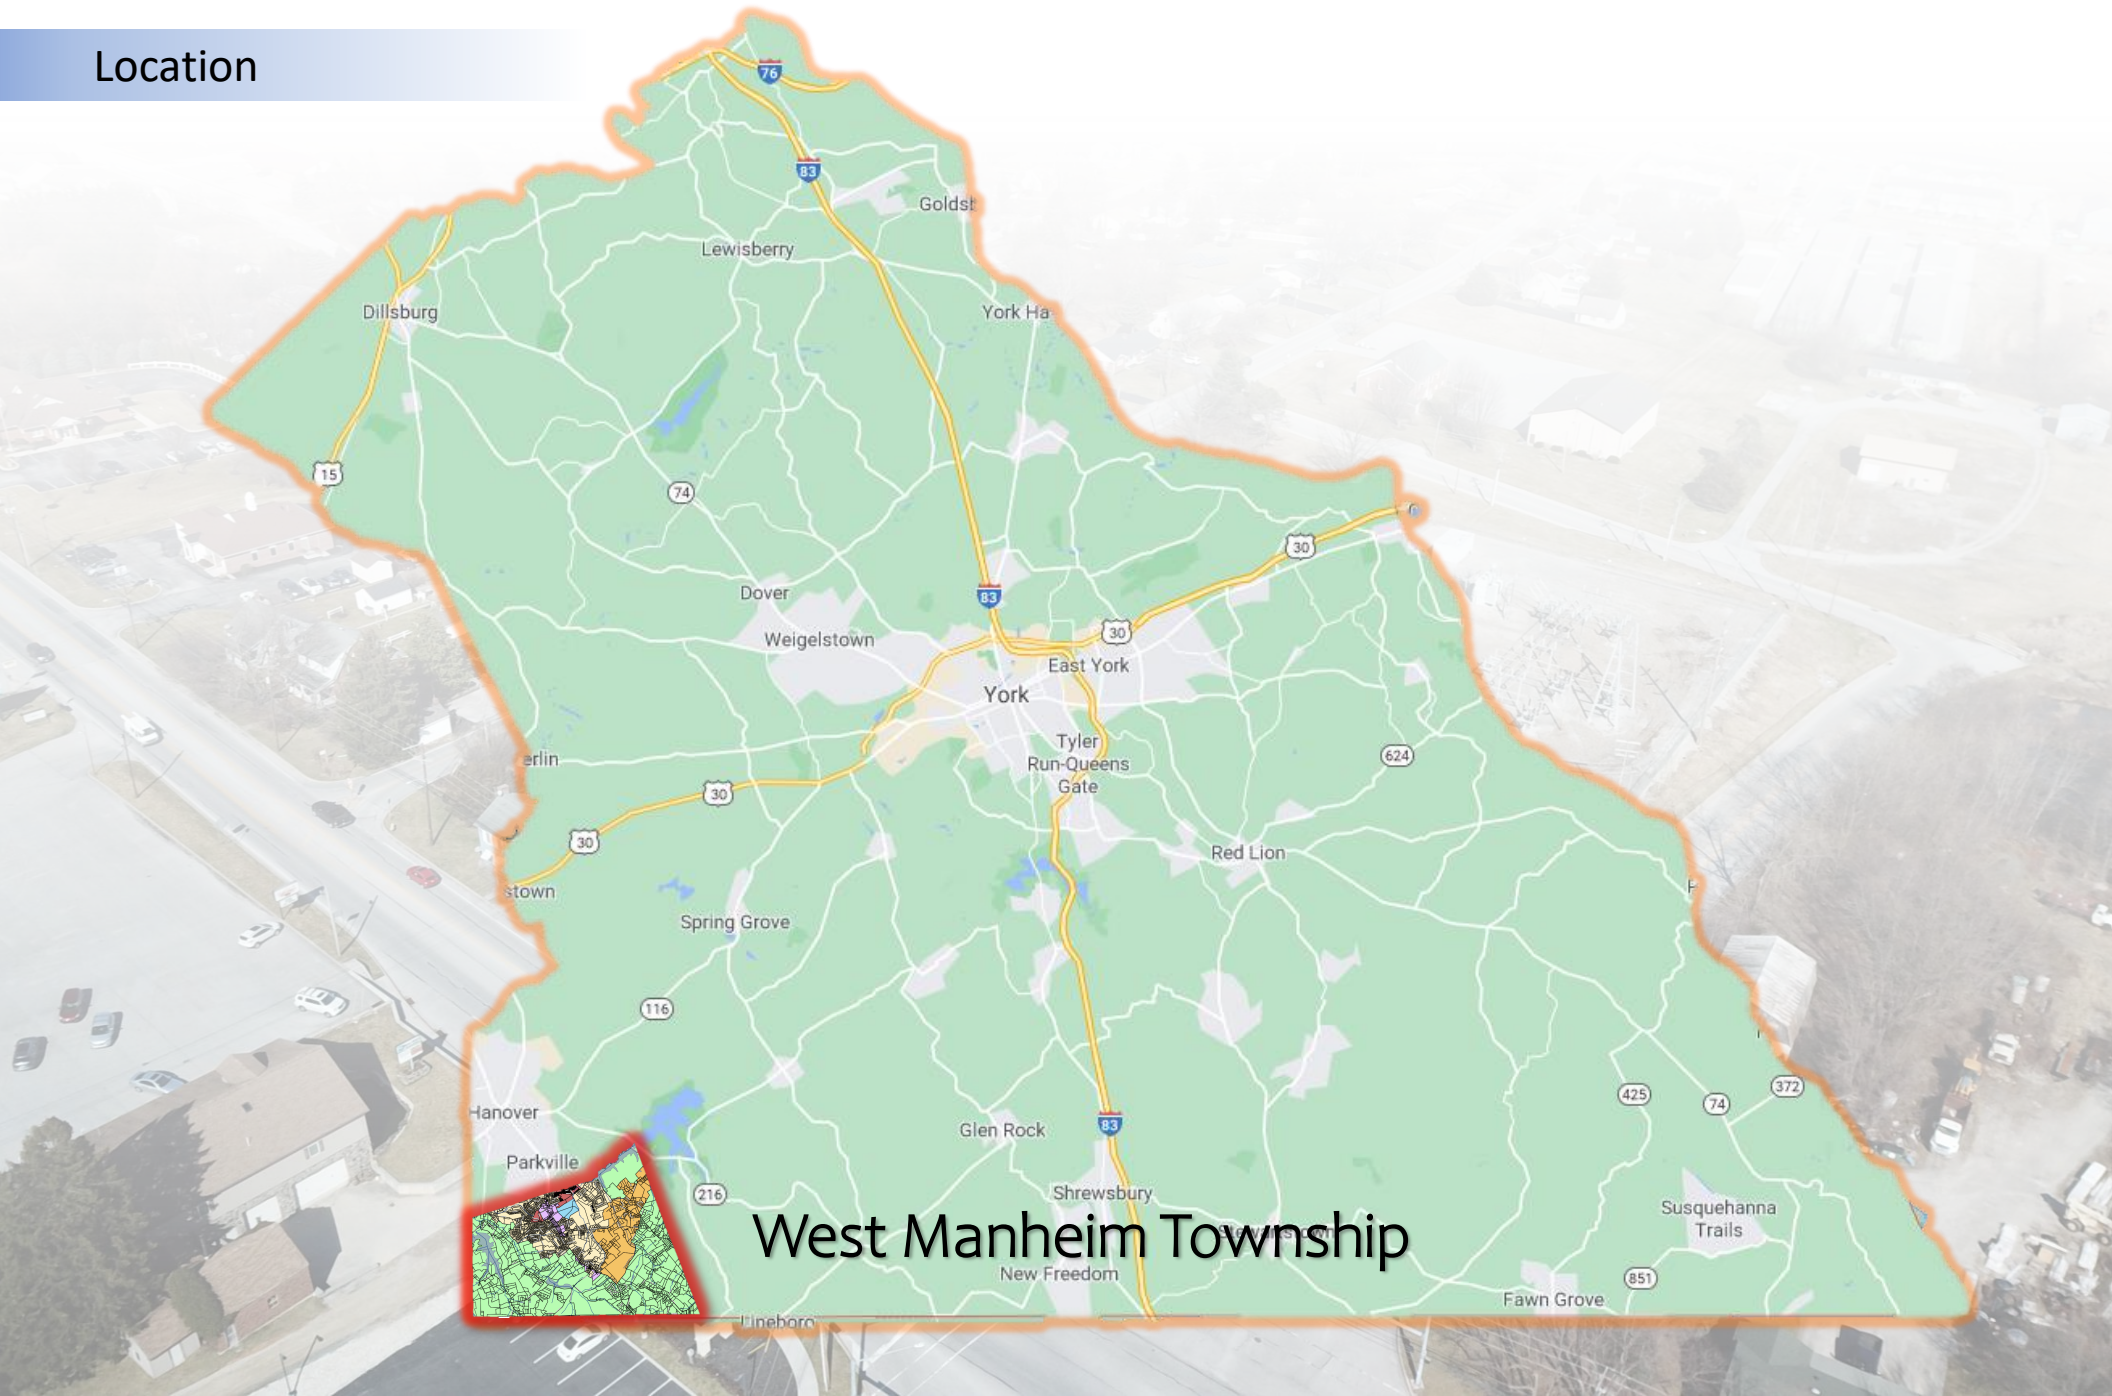 Location
76
83
Goldsb
Lewisberry
Dillsburg
York Ha
15
74
30
Dover
83
30
Weigelstown
East York
York
Tyler
Run-Queens
Gate
624
erlin
30
30
Red Lion
stown
Spring Grove
116
Hanover
425
74
372
Glen Rock
83
Parkville
216
Shrewsbury
Susquehanna
Trails
West Manheim Township
Stewartstown
New Freedom
851
Fawn Grove
Lineboro